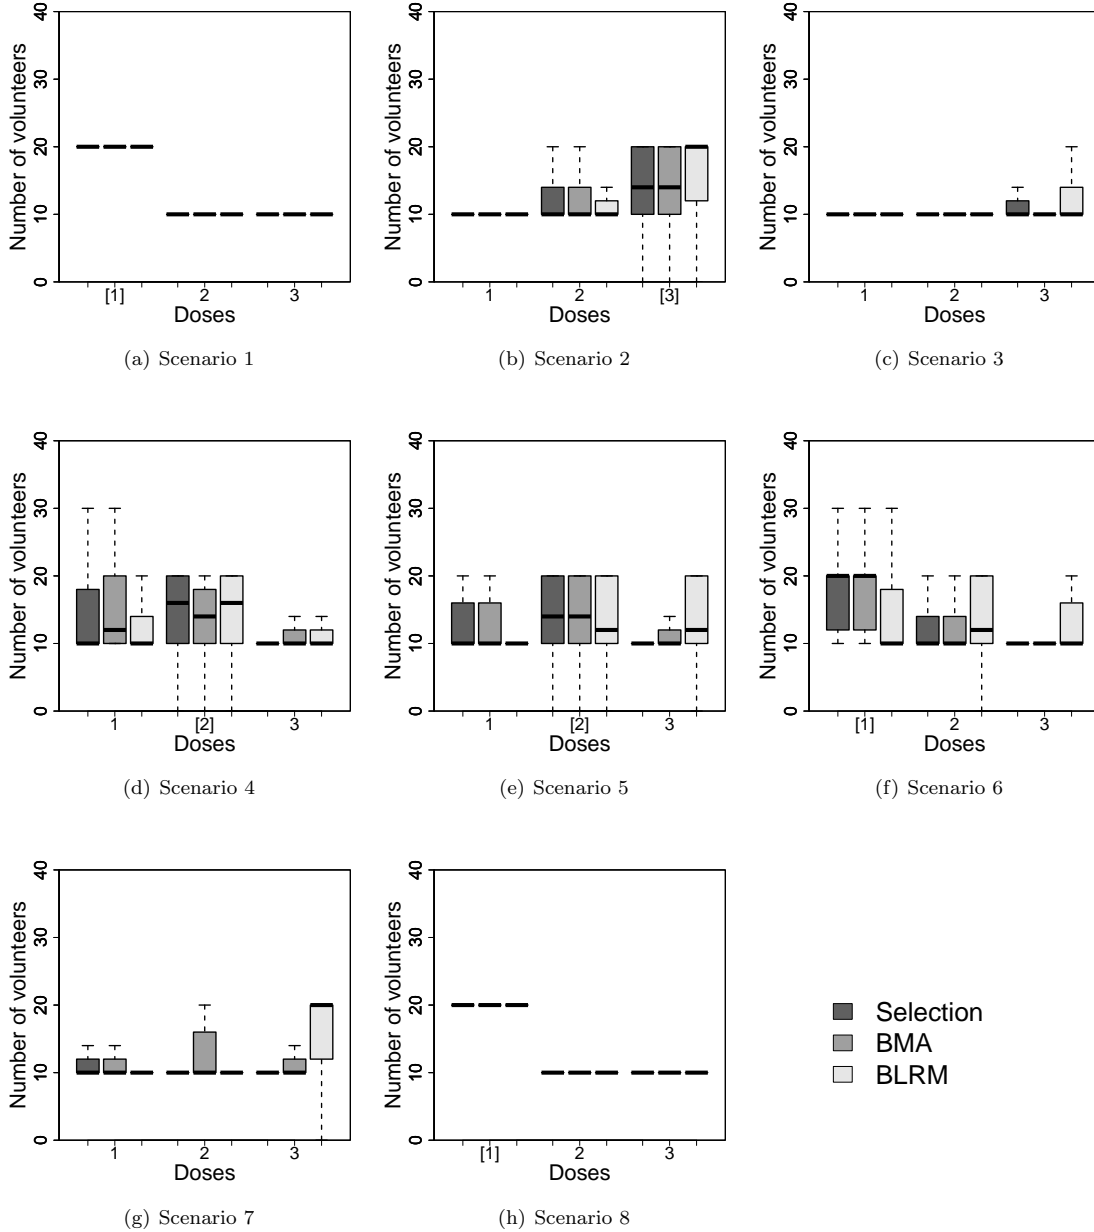 Number of volunteers
40
30
20
10
0
[1] 2 3
Doses
(a) Scenario 1
Number of volunteers
40
30
20
10
0
1 2 [3]
Doses
(b) Scenario 2
Number of volunteers
40
30
20
10
0
1 2 3
Doses
(c) Scenario 3
Number of volunteers
40
30
20
10
0
1 [2] 3
Doses
(d) Scenario 4
Number of volunteers
40
30
20
10
0
1 [2] 3
Doses
(e) Scenario 5
Number of volunteers
40
30
20
10
0
[1] 2 3
Doses
(f) Scenario 6
Number of volunteers
40
30
20
10
0
1 2 3
Doses
(g) Scenario 7
Number of volunteers
40
30
20
10
0
[1] 2 3
Doses
(h) Scenario 8
Selection
BMA
BLRM